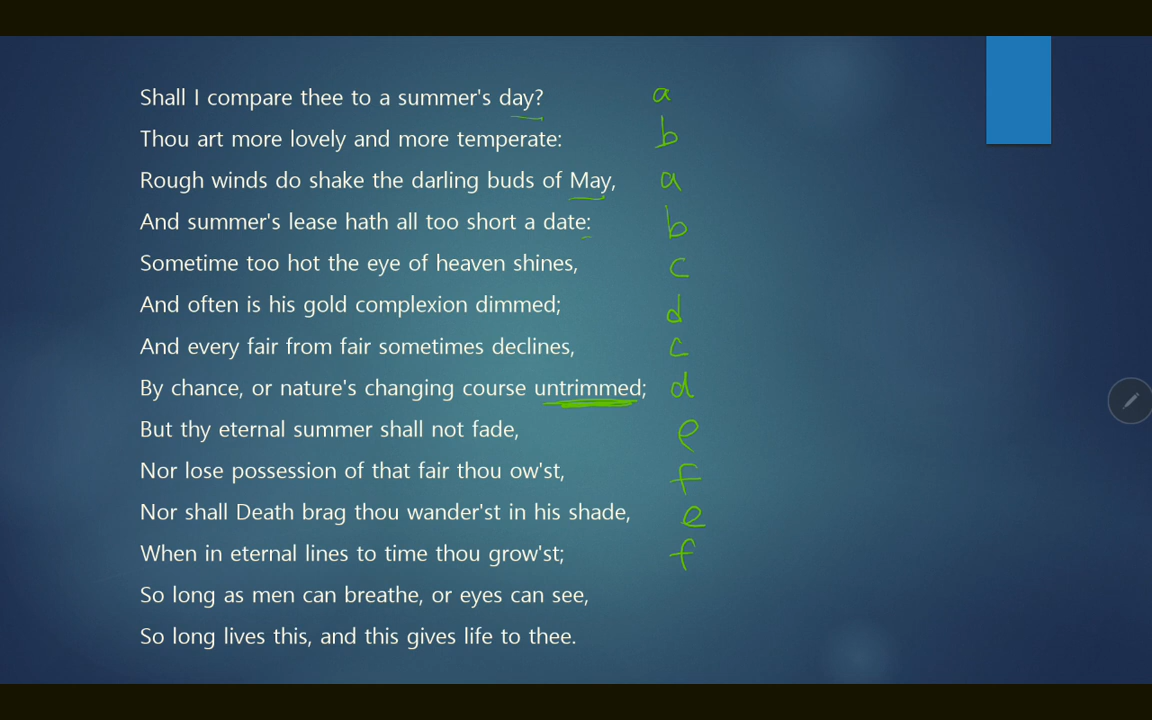 Shall I compare thee to a summer's day? a
Thou art more lovely and more temperate: b
Rough winds do shake the darling buds of May, a
And summer's lease hath all too short a date: b
Sometime too hot the eye of heaven shines, c
And often is his gold complexion dimmed; d
And every fair from fair sometimes declines, c
By chance, or nature's changing course untrimmed; d
But thy eternal summer shall not fade, e
Nor lose possession of that fair thou ow'st, f
Nor shall Death brag thou wander'st in his shade, e
When in eternal lines to time thou grow'st; f
So long as men can breathe, or eyes can see,
So long lives this, and this gives life to thee.